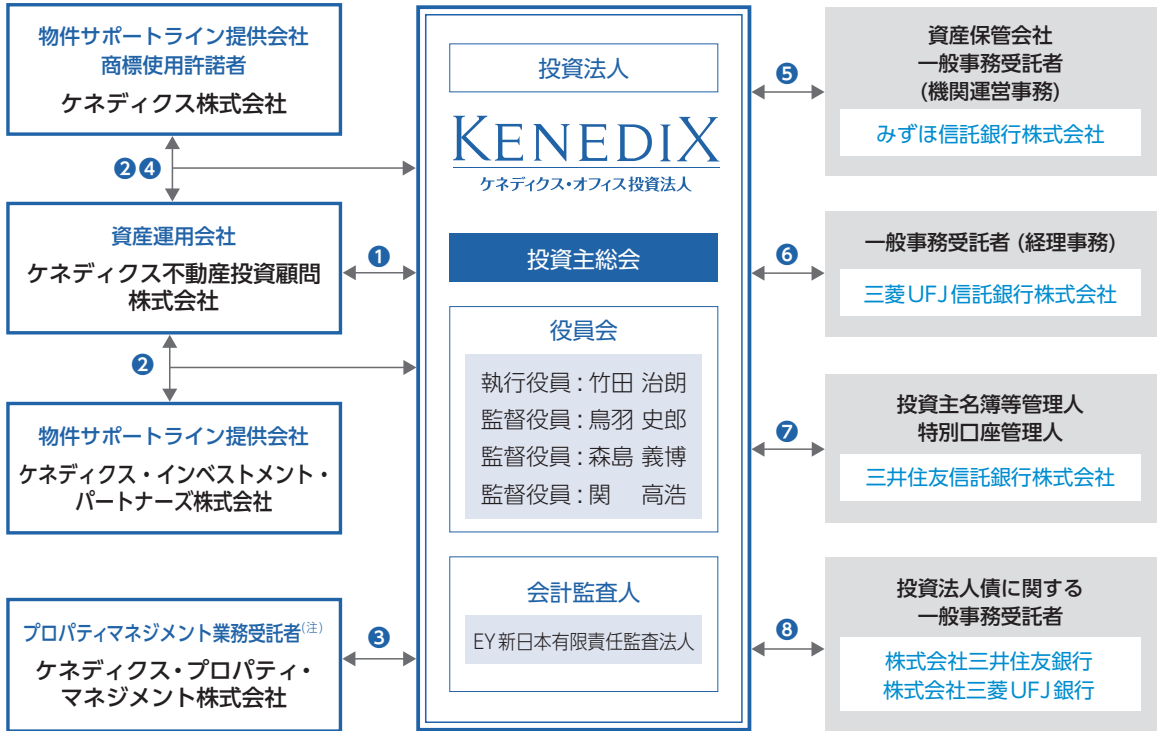 物件サポートライン提供会社
商標使用許諾者
ケネディクス株式会社
❷❹
資産運用会社
ケネディクス不動産投資顧問
株式会社
❶
❷
物件サポートライン提供会社
ケネディクス・インベストメント・
パートナーズ株式会社
プロパティマネジメント業務受託者(注)
ケネディクス・プロパティ・
マネジメント株式会社
❸
投資法人
KENEDIX
ケネディクス・オフィス投資法人
投資主総会
役員会
執行役員：竹田 治朗
監督役員：鳥羽 史郎
監督役員：森島 義博
監督役員：関　高浩
会計監査人
EY新日本有限責任監査法人
❺
資産保管会社
一般事務受託者
(機関運営事務)
みずほ信託銀行株式会社
❻
一般事務受託者 (経理事務)
三菱UFJ信託銀行株式会社
❼
投資主名簿等管理人
特別口座管理人
三井住友信託銀行株式会社
❽
投資法人債に関する
一般事務受託者
株式会社三井住友銀行
株式会社三菱UFJ銀行